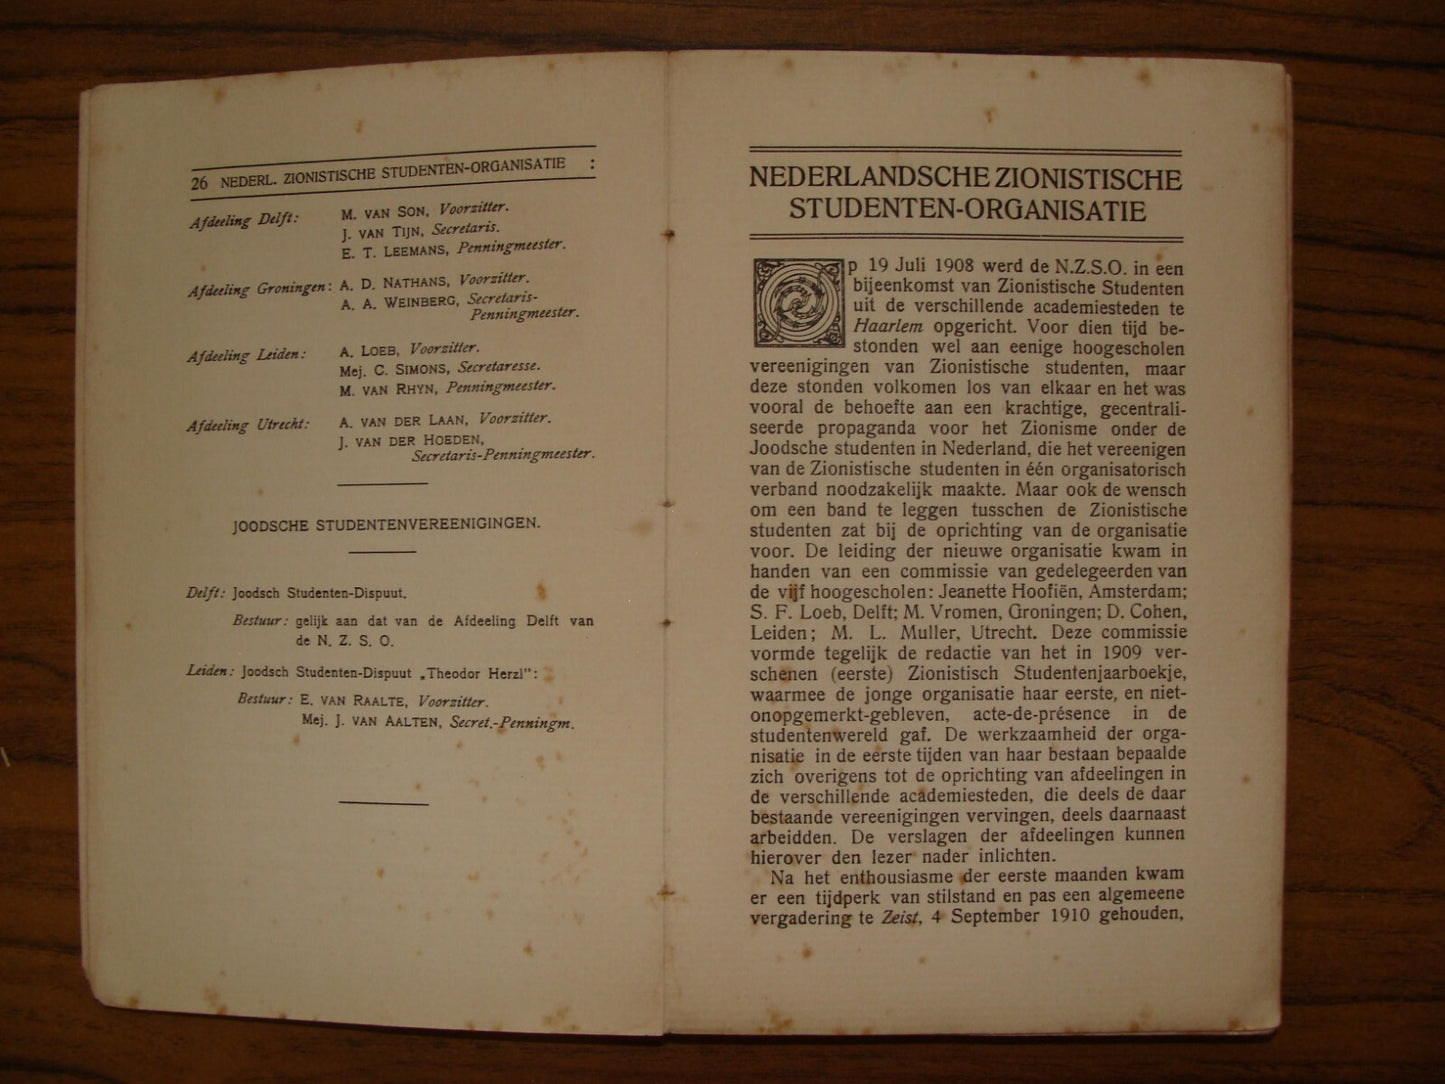 26 NEDERL. ZIONISTISCHE STUDENTEN-ORGANISATIE :
Afdeeling Delft: M. VAN SON, Voorzitter.
J. VAN TIJN, Secretaris.
E. T. LEEMANS, Penningmeester.
Afdeeling Groningen: A. D. NATHANS, Voorzitter.
A. A. WEINBERG, Secretaris-
Penningmeester.
Afdeeling Leiden: A. LOEB, Voorzitter.
Mej. C. SIMONS, Secretaresse.
M. VAN RHYN, Penningmeester.
Afdeeling Utrecht: A. VAN DER LAAN, Voorzitter.
J. VAN DER HOEDEN,
Secretaris-Penningmeester.
JOODSCHE STUDENTENVEREENIGINGEN.
Delft: Joodsch Studenten-Dispuut.
Bestuur: gelijk aan dat van de Afdeeling Delft van
de N. Z. S. O.
Leiden: Joodsch Studenten-Dispuut „Theodor Herzl":
Bestuur: E. VAN RAALTE, Voorzitter.
Mej. J. VAN AALTEN, Secret.-Penningm.
NEDERLANDSCHE ZIONISTISCHE
STUDENTEN-ORGANISATIE
Op 19 Juli 1908 werd de N.Z.S.O. in een
bijeenkomst van Zionistische Studenten
uit de verschillende academiesteden te
Haarlem opgericht. Voor dien tijd be-
stonden wel aan eenige hoogescholen
vereenigingen van Zionistische studenten, maar
deze stonden volkomen los van elkaar en het was
vooral de behoefte aan een krachtige, gecentrali-
seerde propaganda voor het Zionisme onder de
Joodsche studenten in Nederland, die het vereenigen
van de Zionistische studenten in één organisatorisch
verband noodzakelijk maakte. Maar ook de wensch
om een band te leggen tusschen de Zionistische
studenten zat bij de oprichting van de organisatie
voor. De leiding der nieuwe organisatie kwam in
handen van een commissie van gedelegeerden van
de vijf hoogescholen: Jeanette Hoofiën, Amsterdam;
S. F. Loeb, Delft; M. Vromen, Groningen; D. Cohen,
Leiden; M. L. Muller, Utrecht. Deze commissie
vormde tegelijk de redactie van het in 1909 ver-
schenen (eerste) Zionistisch Studentenjaarboekje,
waarmee de jonge organisatie haar eerste, en niet-
onopgemerkt-gebleven, acte-de-présence in de
studentenwereld gaf. De werkzaamheid der orga-
nisatie in de eerste tijden van haar bestaan bepaalde
zich overigens tot de oprichting van afdeelingen in
de verschillende academiesteden, die deels de daar
bestaande vereenigingen vervingen, deels daarnaast
arbeidden. De verslagen der afdeelingen kunnen
hierover den lezer nader inlichten.
Na het enthousiasme der eerste maanden kwam
er een tijdperk van stilstand en pas een algemeene
vergadering te Zeist, 4 September 1910 gehouden,